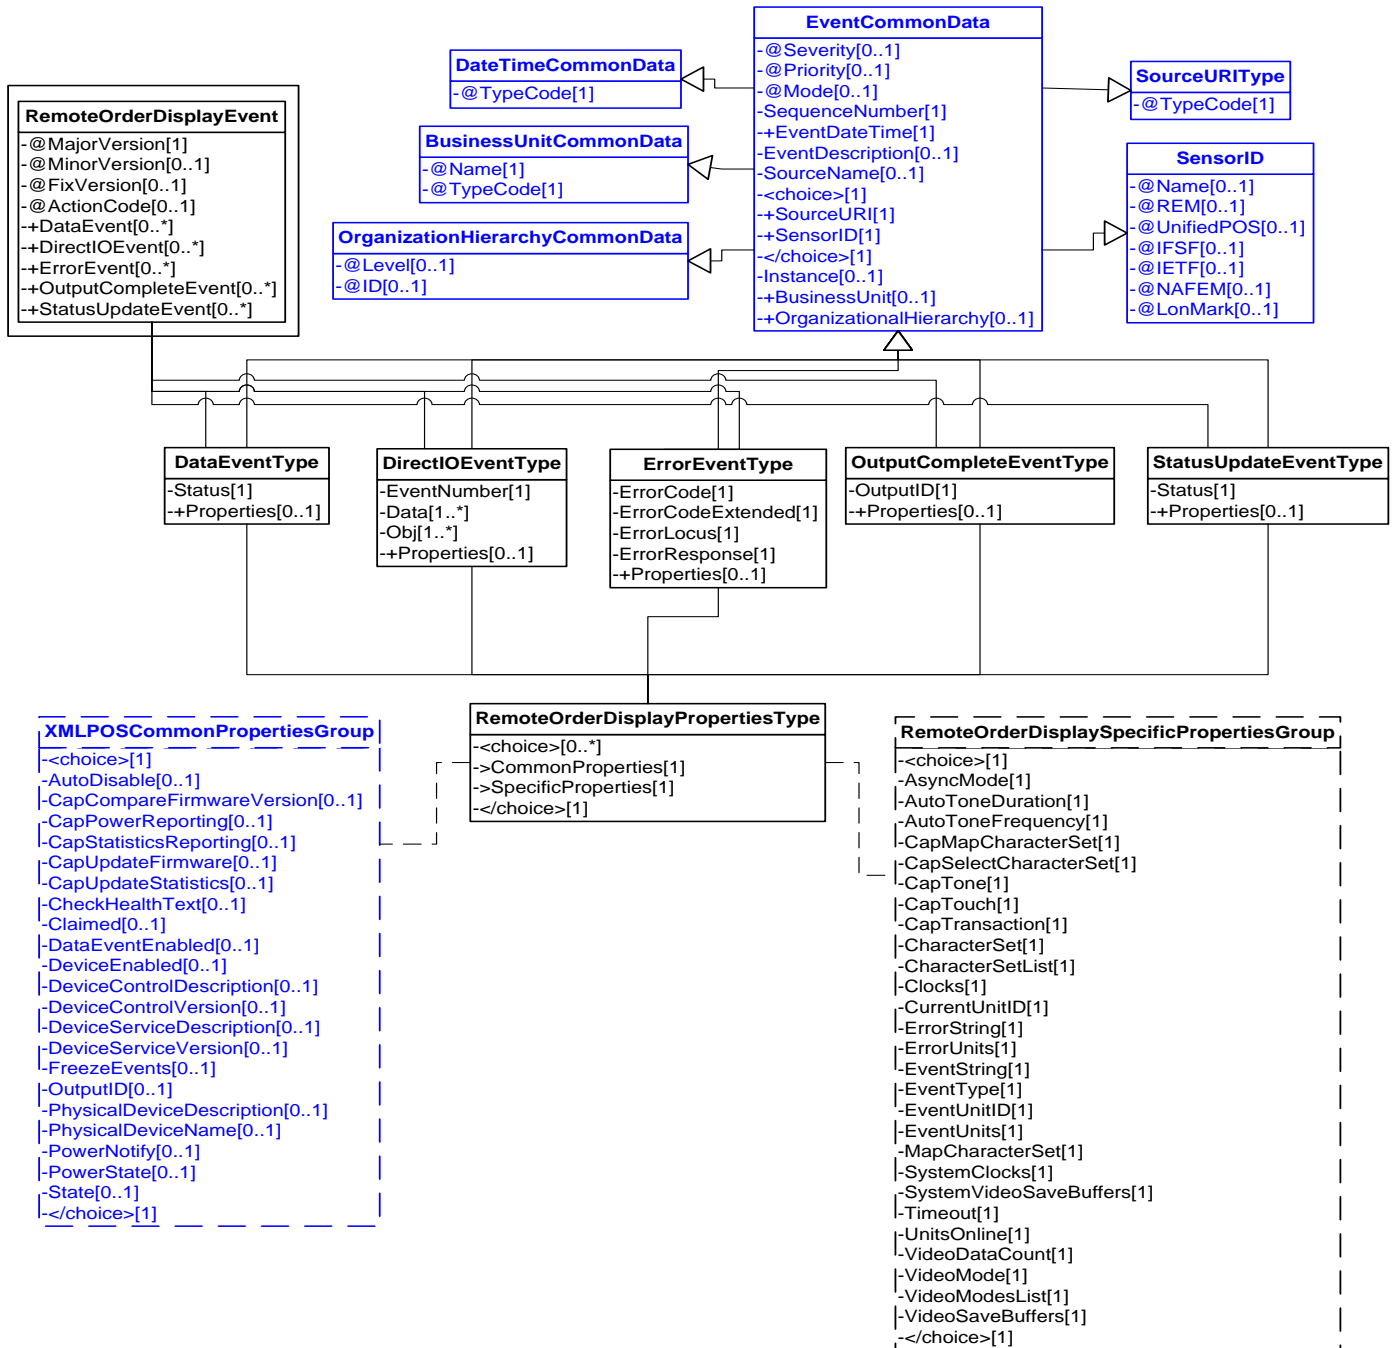 EventCommonData
-@Severity[0..1]
-@Priority[0..1]
-@Mode[0..1]
-SequenceNumber[1]
-+EventDateTime[1]
-EventDescription[0..1]
-SourceName[0..1]
-<choice>[1]
-+SourceURI[1]
-+SensorID[1]
-</choice>[1]
-Instance[0..1]
-+BusinessUnit[0..1]
-+OrganizationalHierarchy[0..1]
DateTimeCommonData
-@TypeCode[1]
BusinessUnitCommonData
-@Name[1]
-@TypeCode[1]
OrganizationHierarchyCommonData
-@Level[0..1]
-@ID[0..1]
SourceURIType
-@TypeCode[1]
SensorID
-@Name[0..1]
-@REM[0..1]
-@UnifiedPOS[0..1]
-@IFSF[0..1]
-@IETF[0..1]
-@NAFEM[0..1]
-@LonMark[0..1]
RemoteOrderDisplayEvent
-@MajorVersion[1]
-@MinorVersion[0..1]
-@FixVersion[0..1]
-@ActionCode[0..1]
-+DataEvent[0..*]
-+DirectIOEvent[0..*]
-+ErrorEvent[0..*]
-+OutputCompleteEvent[0..*]
-+StatusUpdateEvent[0..*]
DataEventType
-Status[1]
-+Properties[0..1]
DirectIOEventType
-EventNumber[1]
-Data[1..*]
-Obj[1..*]
-+Properties[0..1]
ErrorEventType
-ErrorCode[1]
-ErrorCodeExtended[1]
-ErrorLocus[1]
-ErrorResponse[1]
-+Properties[0..1]
OutputCompleteEventType
-OutputID[1]
-+Properties[0..1]
StatusUpdateEventType
-Status[1]
-+Properties[0..1]
RemoteOrderDisplayPropertiesType
-<choice>[0..*]
->CommonProperties[1]
->SpecificProperties[1]
-</choice>[1]
XMLPOSCommonPropertiesGroup
-<choice>[1]
-AutoDisable[0..1]
-CapCompareFirmwareVersion[0..1]
-CapPowerReporting[0..1]
-CapStatisticsReporting[0..1]
-CapUpdateFirmware[0..1]
-CapUpdateStatistics[0..1]
-CheckHealthText[0..1]
-Claimed[0..1]
-DataEventEnabled[0..1]
-DeviceEnabled[0..1]
-DeviceControlDescription[0..1]
-DeviceControlVersion[0..1]
-DeviceServiceDescription[0..1]
-DeviceServiceVersion[0..1]
-FreezeEvents[0..1]
-OutputID[0..1]
-PhysicalDeviceDescription[0..1]
-PhysicalDeviceName[0..1]
-PowerNotify[0..1]
-PowerState[0..1]
-State[0..1]
-</choice>[1]
RemoteOrderDisplaySpecificPropertiesGroup
-<choice>[1]
-AsyncMode[1]
-AutoToneDuration[1]
-AutoToneFrequency[1]
-CapMapCharacterSet[1]
-CapSelectCharacterSet[1]
-CapTone[1]
-CapTouch[1]
-CapTransaction[1]
-CharacterSet[1]
-CharacterSetList[1]
-Clocks[1]
-CurrentUnitID[1]
-ErrorString[1]
-ErrorUnits[1]
-EventString[1]
-EventType[1]
-EventUnitID[1]
-EventUnits[1]
-MapCharacterSet[1]
-SystemClocks[1]
-SystemVideoSaveBuffers[1]
-Timeout[1]
-UnitsOnline[1]
-VideoDataCount[1]
-VideoMode[1]
-VideoModesList[1]
-VideoSaveBuffers[1]
-</choice>[1]